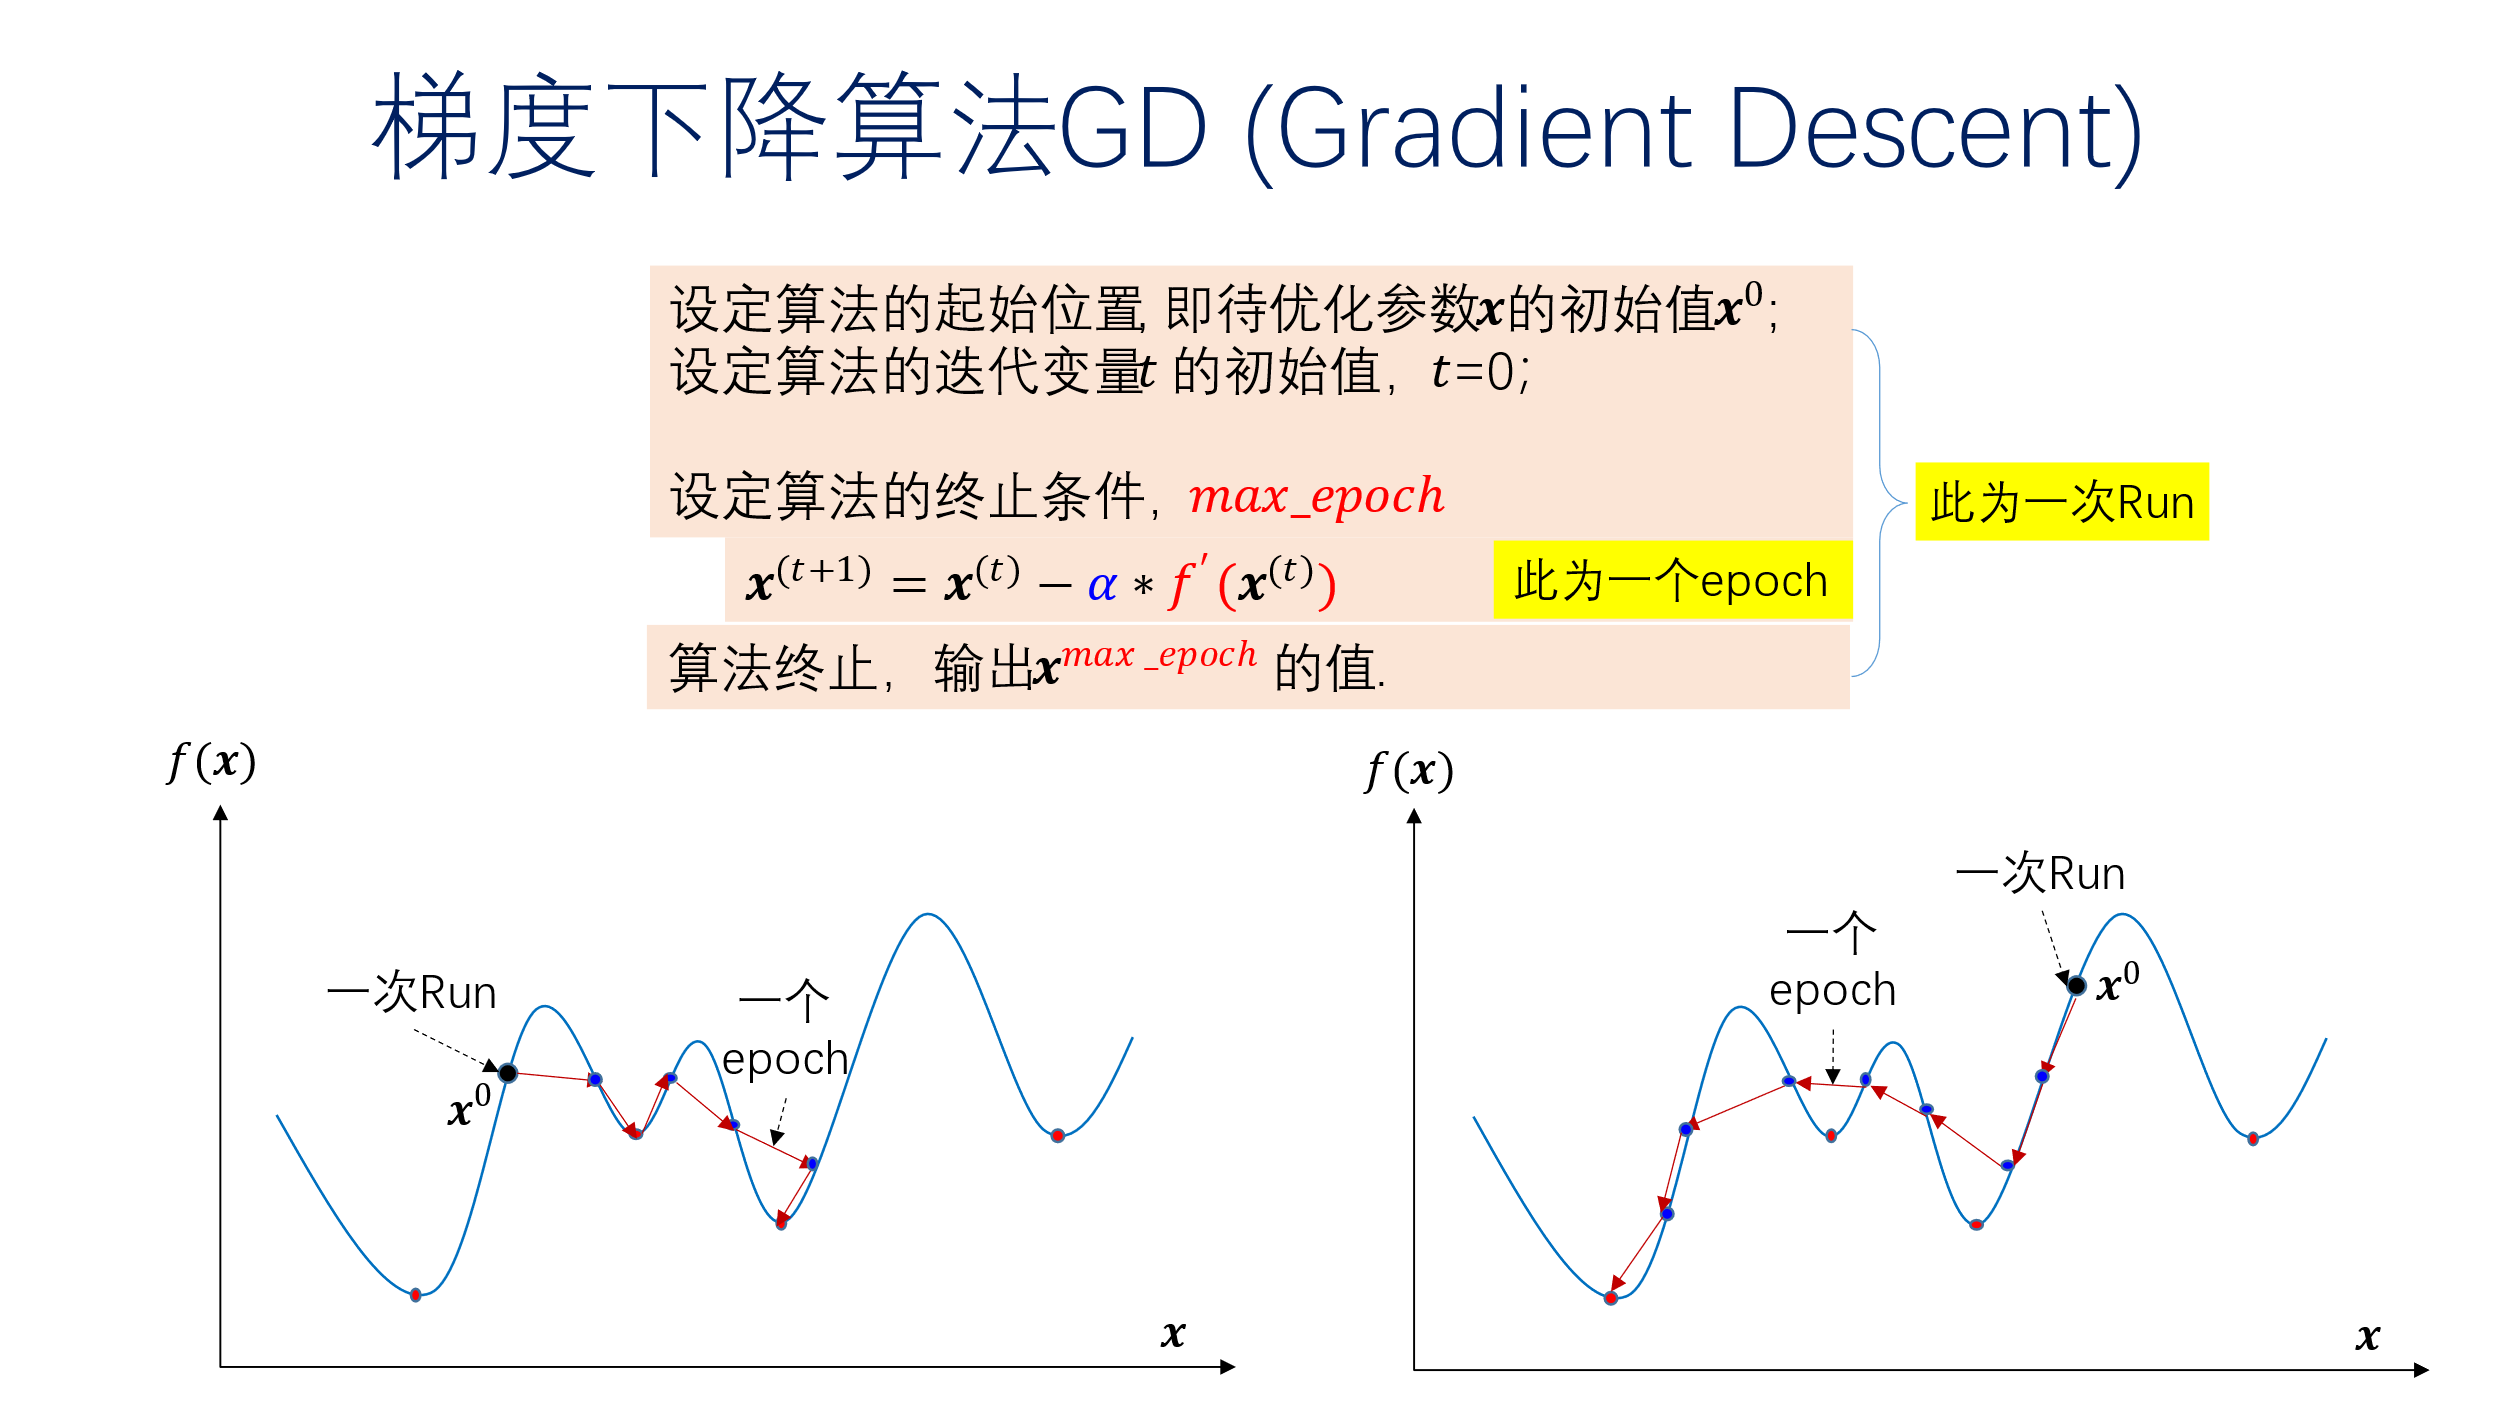 梯度下降算法GD (Gradient Descent)
设定算法的起始位置, 即待优化参数x的初始值x⁰;
设定算法的迭代变量t 的初始值, t=0;
设定算法的终止条件, max_epoch
x^(t+1) = x^(t) − α * f′(x^(t))
此为一个epoch
算法终止, 输出x^max_epoch 的值.
此为一次Run
f(x)
一次Run
x⁰
一个
epoch
x
f(x)
一次Run
一个
epoch
x⁰
x